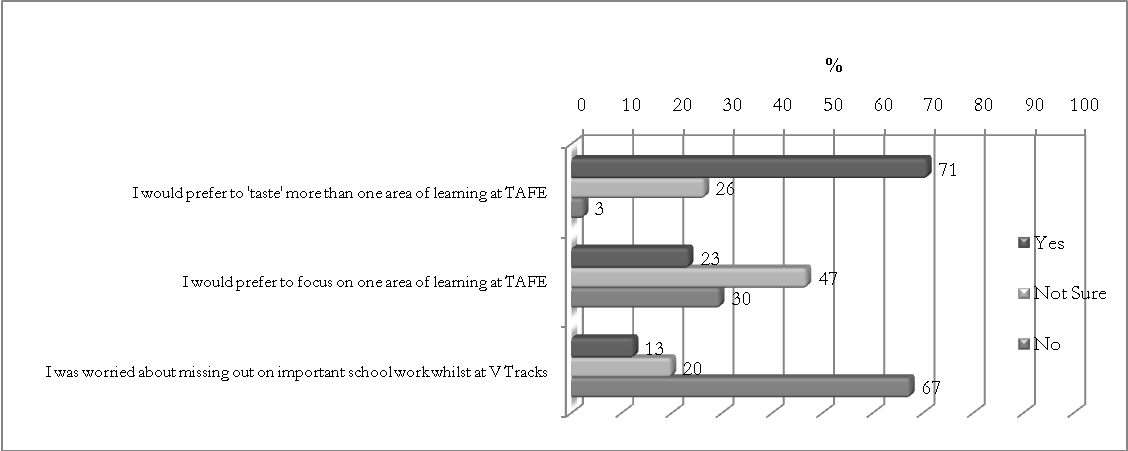 %
0 10 20 30 40 50 60 70 80 90 100
I would prefer to 'taste' more than one area of learning at TAFE
71
26
3
I would prefer to focus on one area of learning at TAFE
23
47
30
I was worried about missing out on important school work whilst at V Tracks
13
20
67
Yes
Not Sure
No